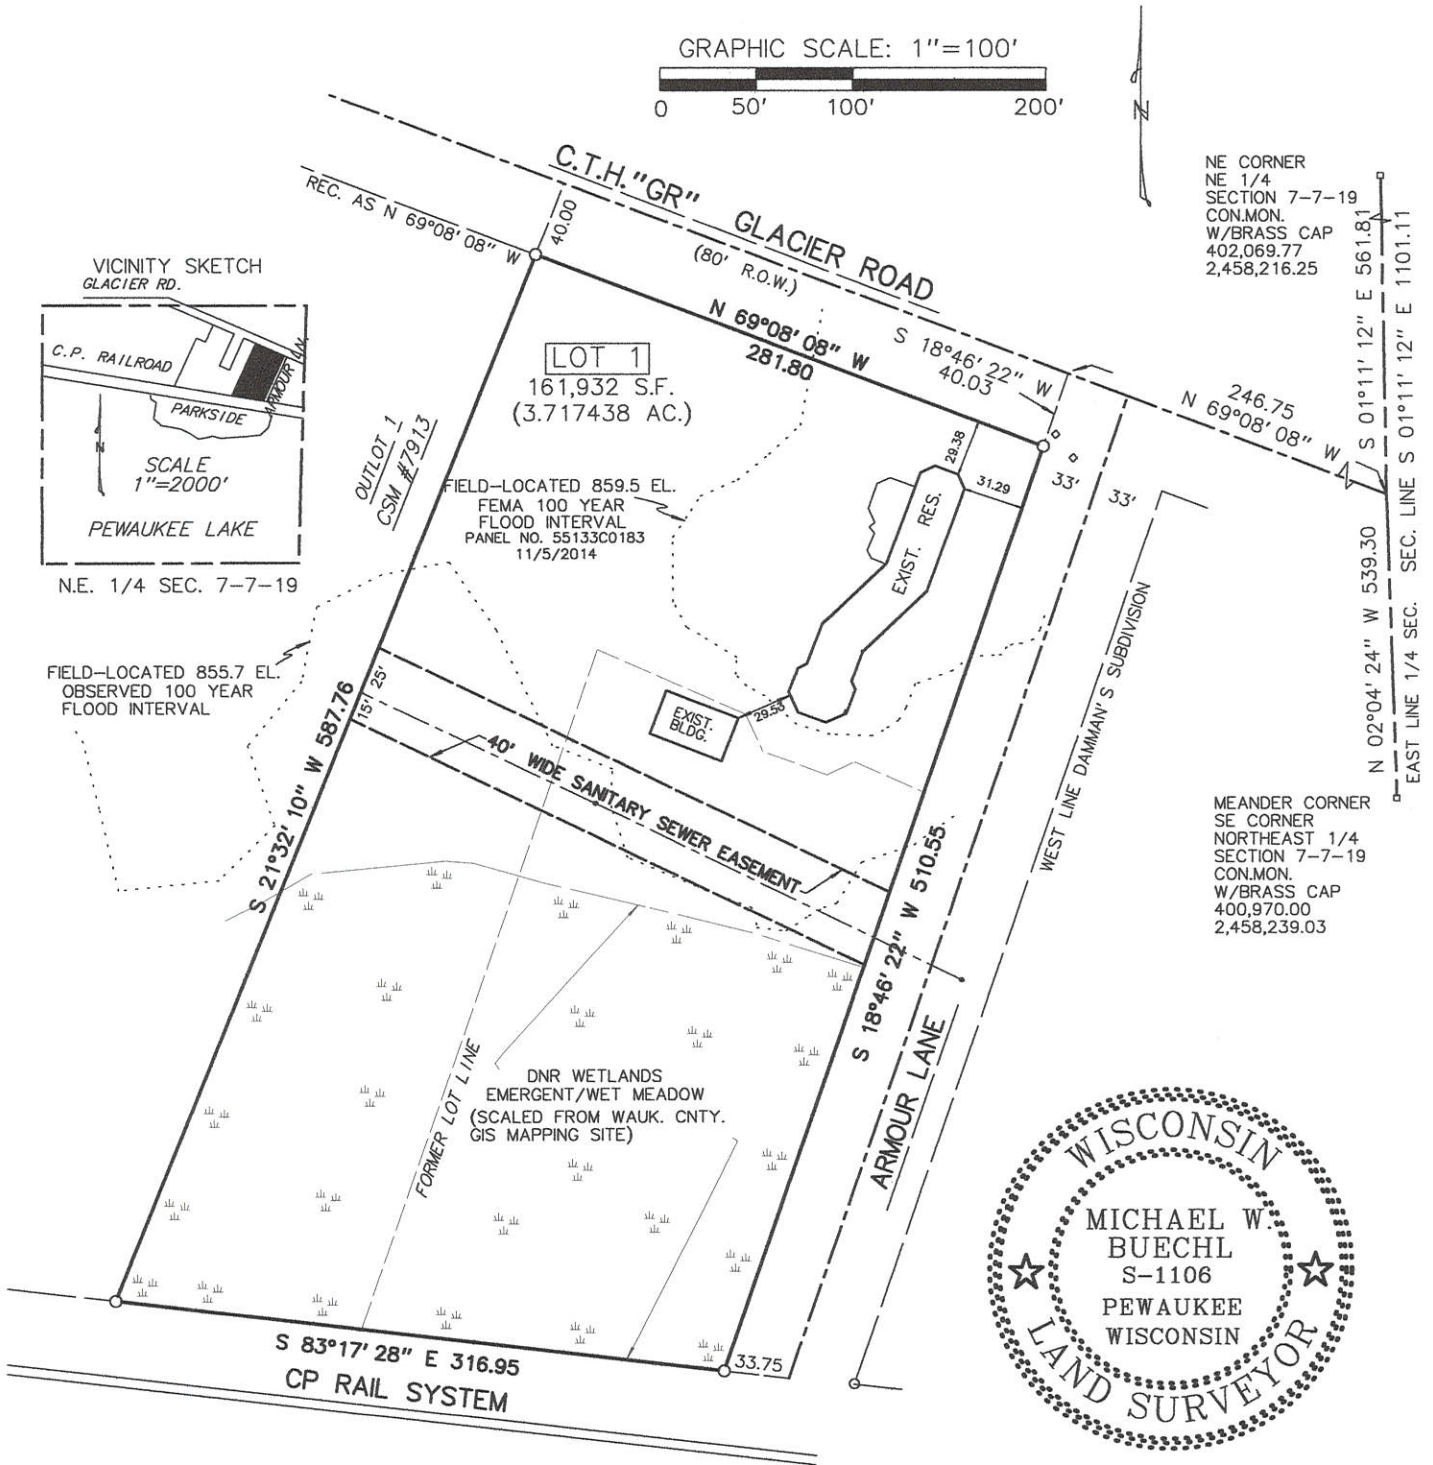 GRAPHIC SCALE: 1"=100'
0 50' 100' 200'
N
NE CORNER
NE 1/4
SECTION 7-7-19
CON.MON.
W/BRASS CAP
402,069.77
2,458,216.25
C.T.H. "GR" GLACIER ROAD
(80' R.O.W.)
REC. AS N 69°08'08" W
40.00
N 69°08'08" W
281.80
S 18°46'22" W
40.03
246.75
N 69°08'08" W
S 01°11'12" E 561.81
SEC. LINE S 01°11'12" E 1101.11
N 02°04'24" W 539.30
EAST LINE 1/4 SEC.
VICINITY SKETCH
GLACIER RD.
C.P. RAILROAD
ARMOUR LN.
PARKSIDE
N
SCALE
1"=2000'
PEWAUKEE LAKE
N.E. 1/4 SEC. 7-7-19
LOT 1
161,932 S.F.
(3.717438 AC.)
OUTLOT 1
CSM #7913
FIELD-LOCATED 859.5 EL.
FEMA 100 YEAR
FLOOD INTERVAL
PANEL NO. 55133C0183
11/5/2014
29.38
31.29
33' 33'
EXIST. RES.
EXIST.
BLDG.
29.53
FIELD-LOCATED 855.7 EL.
OBSERVED 100 YEAR
FLOOD INTERVAL
25'
15'
S 21°32'10" W 587.76
40' WIDE SANITARY SEWER EASEMENT
WEST LINE DAMMAN'S SUBDIVISION
S 18°46'22" W 510.55
ARMOUR LANE
MEANDER CORNER
SE CORNER
NORTHEAST 1/4
SECTION 7-7-19
CON.MON.
W/BRASS CAP
400,970.00
2,458,239.03
FORMER LOT LINE
DNR WETLANDS
EMERGENT/WET MEADOW
(SCALED FROM WAUK. CNTY.
GIS MAPPING SITE)
S 83°17'28" E 316.95
33.75
CP RAIL SYSTEM
WISCONSIN
MICHAEL W.
BUECHL
S-1106
PEWAUKEE
WISCONSIN
LAND SURVEYOR